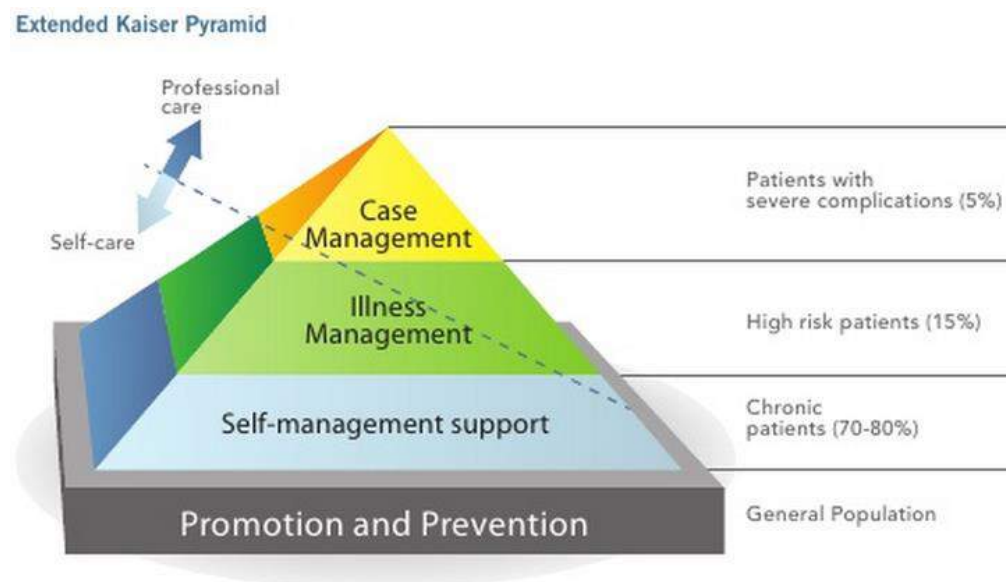 Extended Kaiser Pyramid
Professional
care
Self-care
Case
Management
Patients with
severe complications (5%)
Illness
Management
High risk patients (15%)
Self-management support
Chronic
patients (70-80%)
Promotion and Prevention
General Population